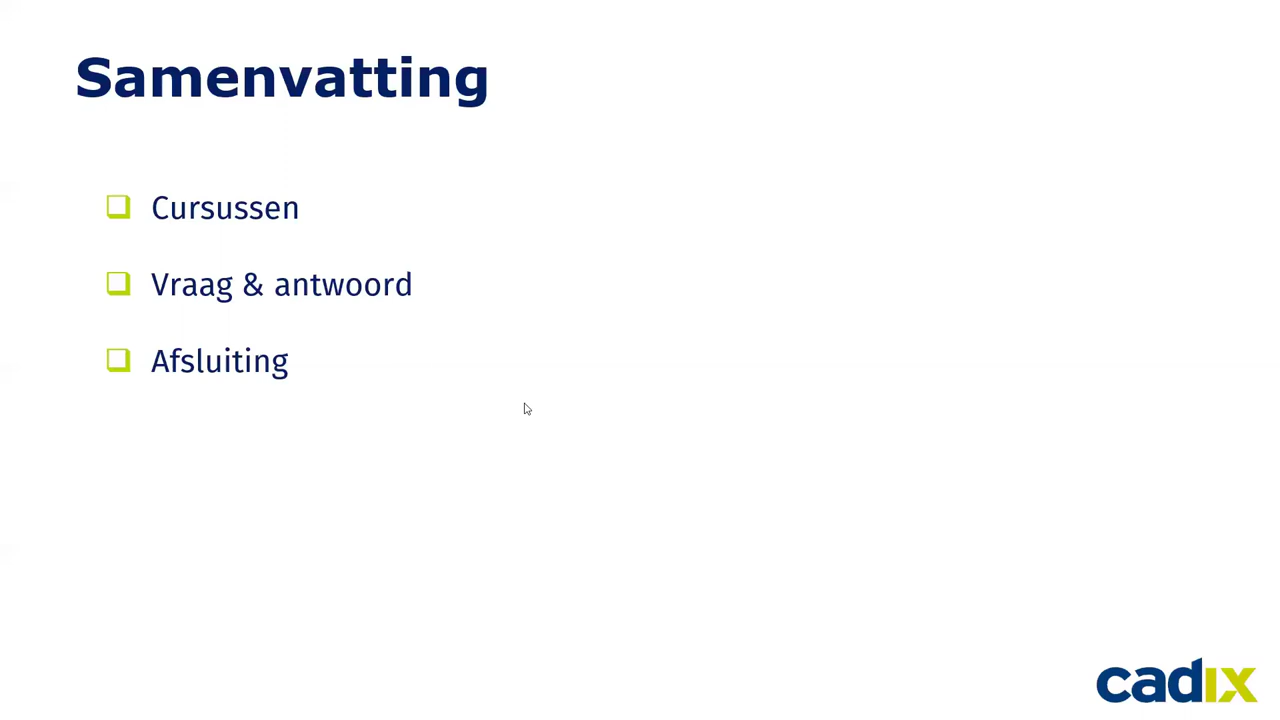 Samenvatting
Cursussen
Vraag & antwoord
Afsluiting
cadix